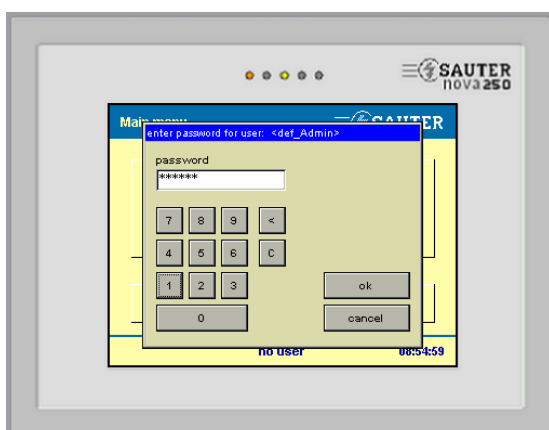 SAUTER
nova250
Main menu
SAUTER
enter password for user: <def_Admin>
password
******
7 8 9 <
4 5 6 C
1 2 3
ok
0
cancel
no user 08:54:59